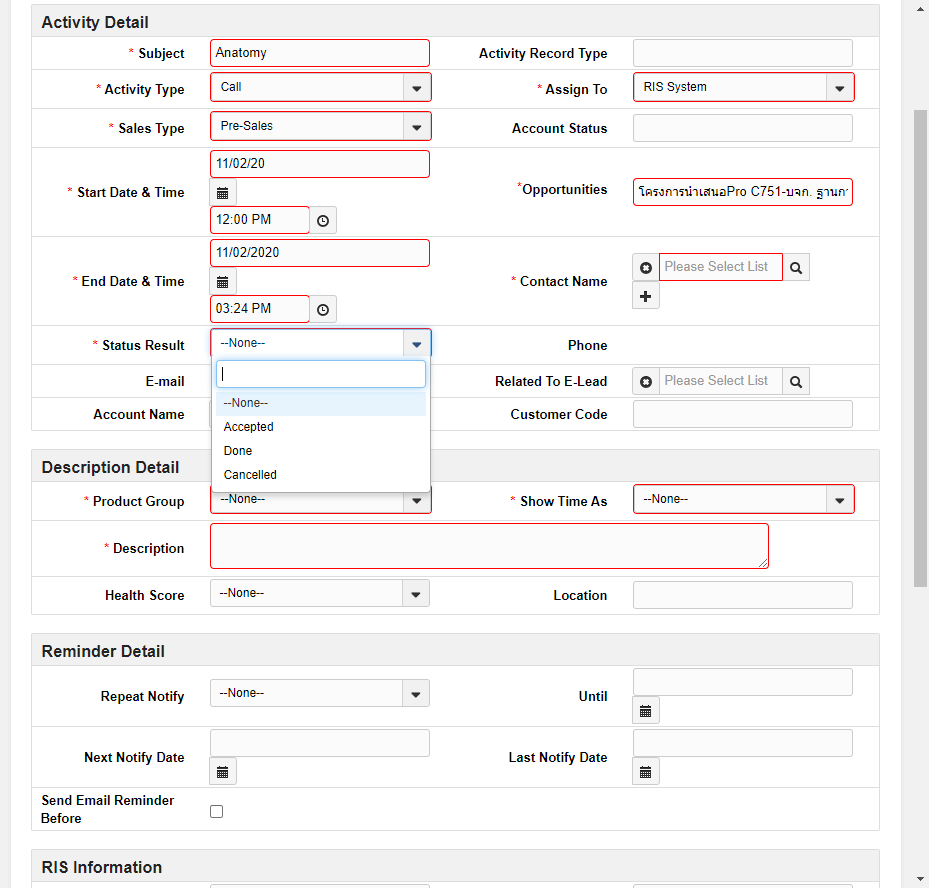 Activity Detail
* Subject Anatomy Activity Record Type
* Activity Type Call * Assign To RIS System
* Sales Type Pre-Sales Account Status
11/02/20
* Start Date & Time *Opportunities โครงการนำเสนอPro C751-บจก. ฐานกา
12:00 PM
11/02/2020
* End Date & Time * Contact Name Please Select List
03:24 PM
* Status Result --None-- Phone
E-mail Related To E-Lead Please Select List
--None--
Account Name Customer Code
Accepted
Done
Cancelled
Description Detail
* Product Group --None-- * Show Time As --None--
* Description
Health Score --None-- Location
Reminder Detail
Repeat Notify --None-- Until
Next Notify Date Last Notify Date
Send Email Reminder
Before
RIS Information